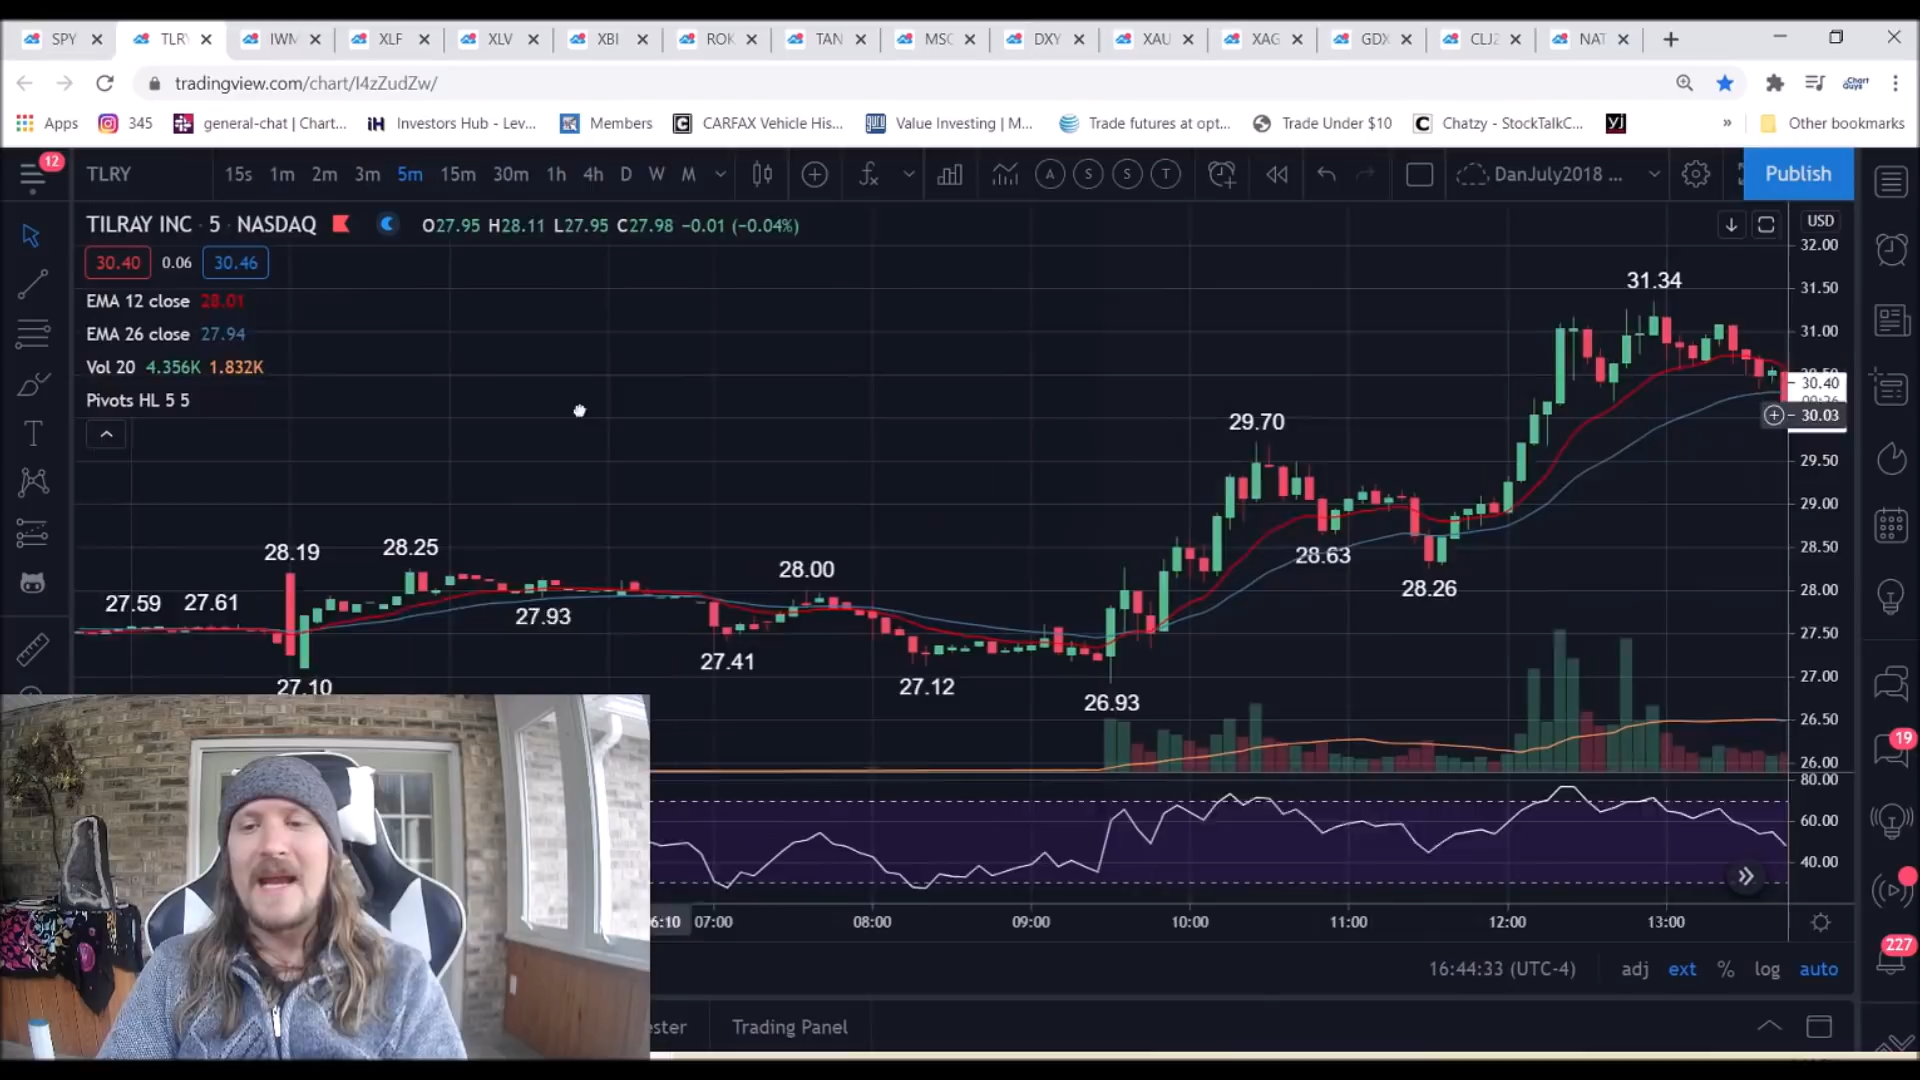 SPY TLRY IWM XLF XLV XBI ROK TAN MSC DXY XAU XAG GDX CLJ2 NAT
tradingview.com/chart/I4zZudZw/
Apps 345 general-chat | Chart... Investors Hub - Lev... Members CARFAX Vehicle His... Value Investing | M... Trade futures at opt... Trade Under $10 Chatzy - StockTalkC... » Other bookmarks
12 TLRY 15s 1m 2m 3m 5m 15m 30m 1h 4h D W M A S S T DanJuly2018 ... Publish
TILRAY INC · 5 · NASDAQ O27.95 H28.11 L27.95 C27.98 −0.01 (−0.04%) USD
30.40 0.06 30.46
EMA 12 close 28.01
EMA 26 close 27.94
Vol 20 4.356K 1.832K
Pivots HL 5 5
32.00
31.50
31.00
30.40
30.03
29.50
29.00
28.50
28.00
27.50
27.00
26.50
26.00
80.00
60.00
40.00
31.34
29.70
28.63
28.26
28.19
28.25
28.00
27.59
27.61
27.93
27.41
27.12
27.10
26.93
6:10 07:00 08:00 09:00 10:00 11:00 12:00 13:00
16:44:33 (UTC-4) adj ext % log auto
ester Trading Panel
19
227